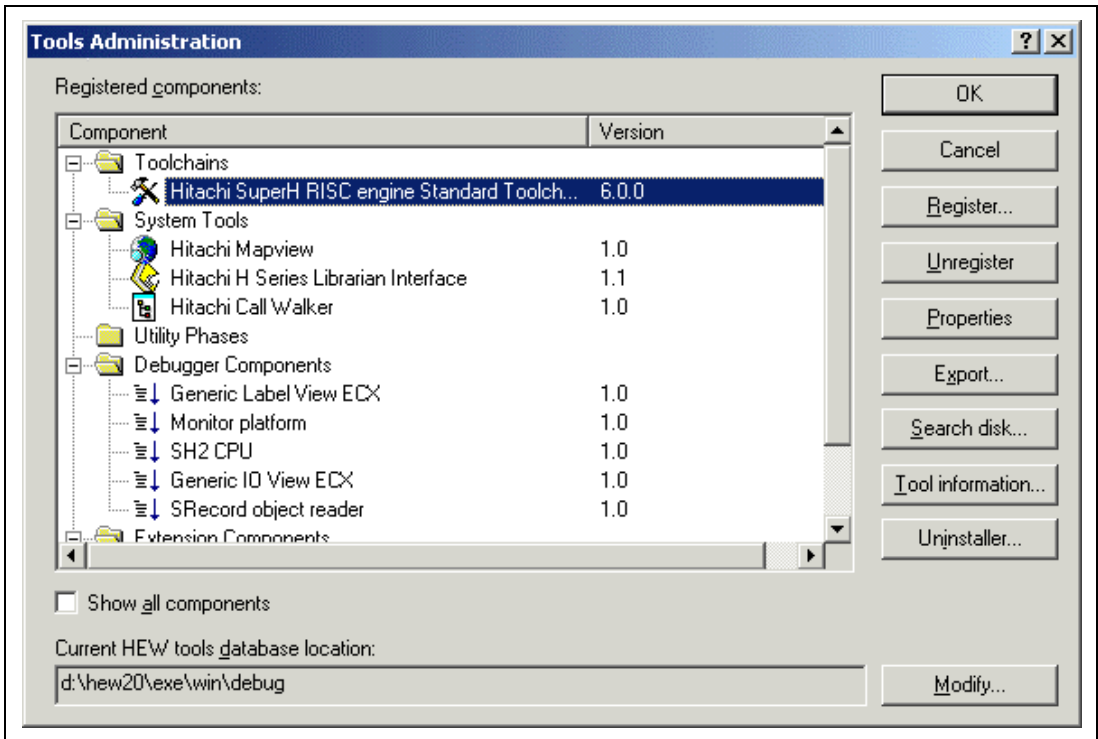 Tools Administration
Registered components:
Component Version
Toolchains
Hitachi SuperH RISC engine Standard Toolch... 6.0.0
System Tools
Hitachi Mapview 1.0
Hitachi H Series Librarian Interface 1.1
Hitachi Call Walker 1.0
Utility Phases
Debugger Components
Generic Label View ECX 1.0
Monitor platform 1.0
SH2 CPU 1.0
Generic IO View ECX 1.0
SRecord object reader 1.0
Extension Components
Show all components
Current HEW tools database location:
d:\hew20\exe\win\debug
OK
Cancel
Register...
Unregister
Properties
Export...
Search disk...
Tool information...
Uninstaller...
Modify...